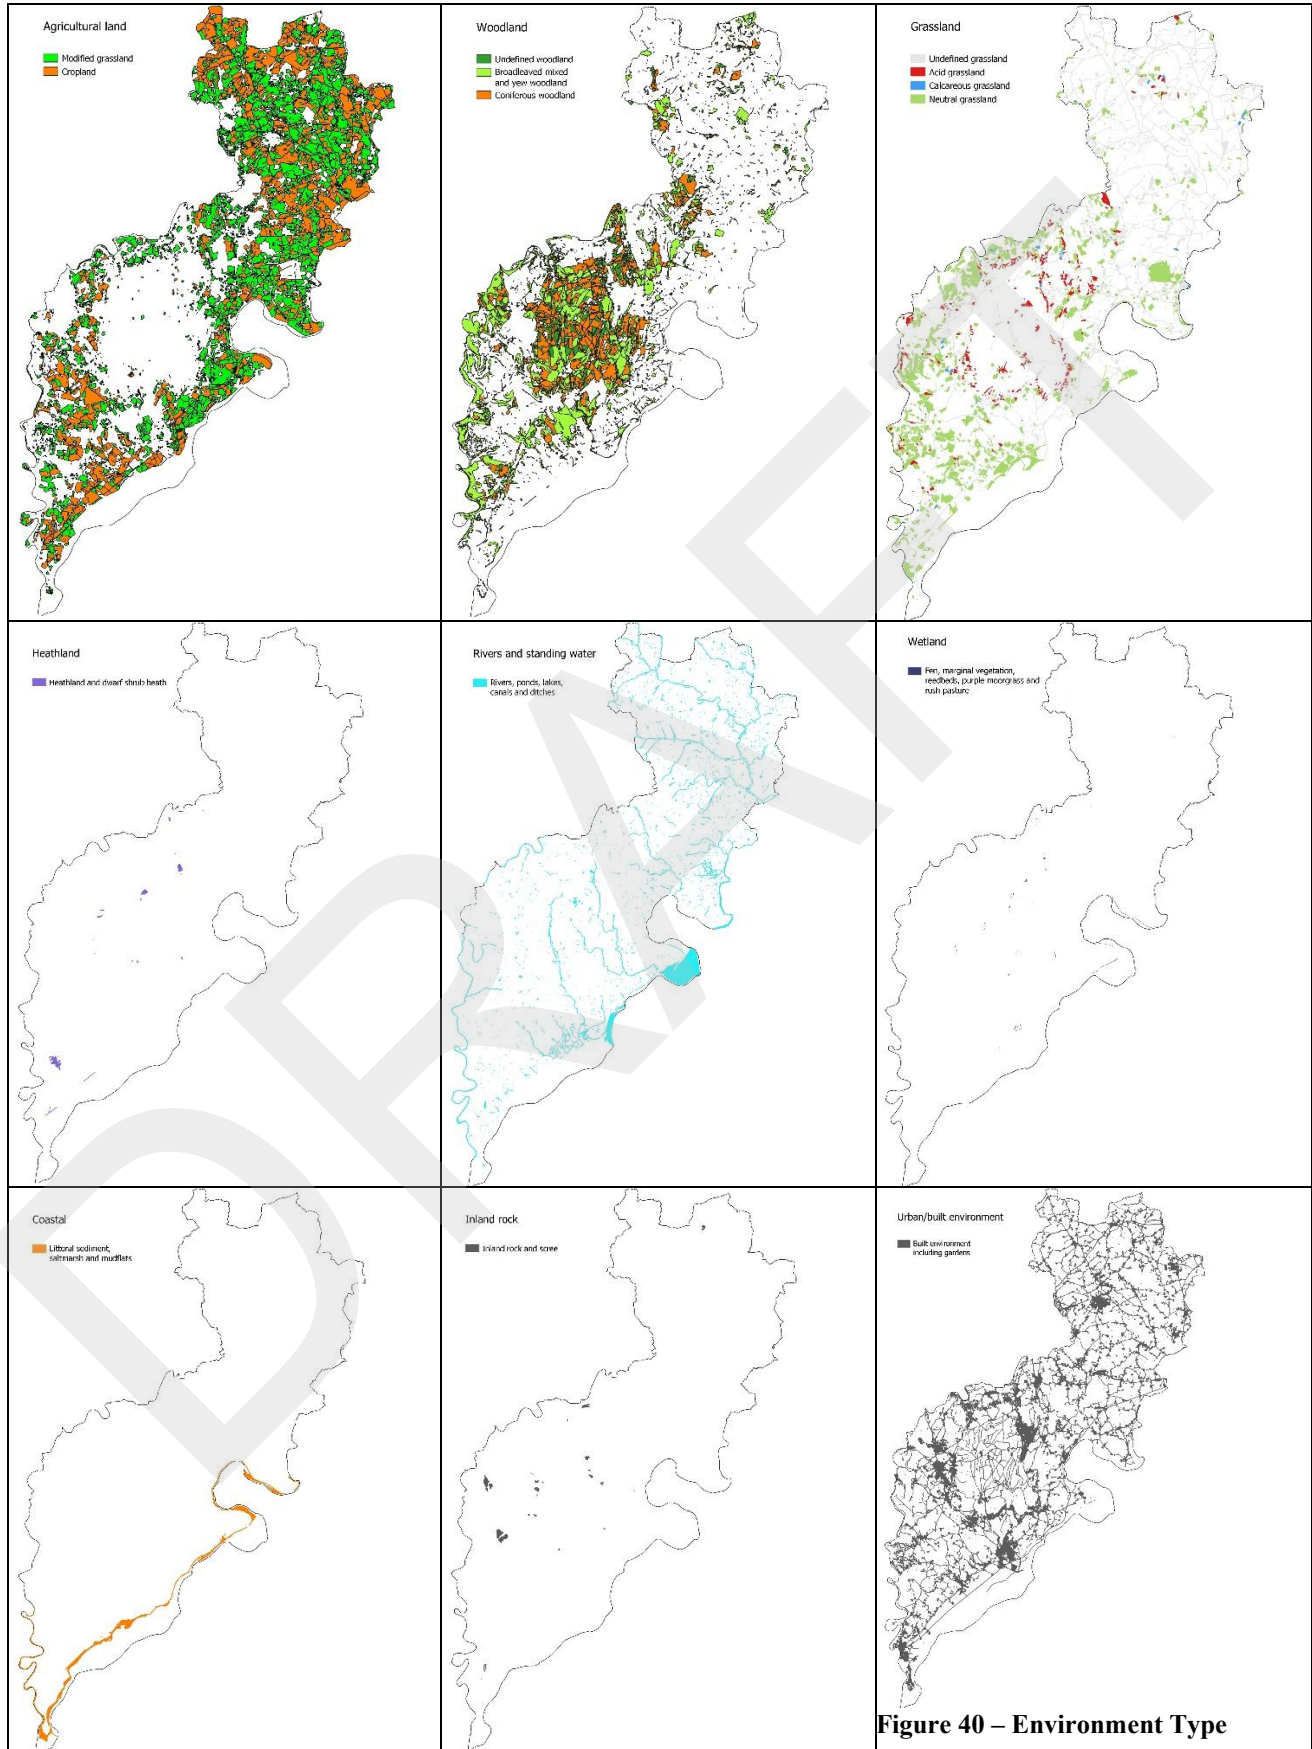 Agricultural land
Modified grassland
Cropland
Woodland
Undefined woodland
Broadleaved mixed
and yew woodland
Coniferous woodland
Grassland
Undefined grassland
Acid grassland
Calcareous grassland
Neutral grassland
Heathland
Heathland and dwarf shrub heath
Rivers and standing water
Rivers, ponds, lakes,
canals and ditches
Wetland
Fen, marginal vegetation,
reedbeds, purple moorgrass and
rush pasture
Coastal
Littoral sediment,
saltmarsh and mudflats
Inland rock
Inland rock and scree
Urban/built environment
Built environment
including gardens
DRAFT
Figure 40 – Environment Type